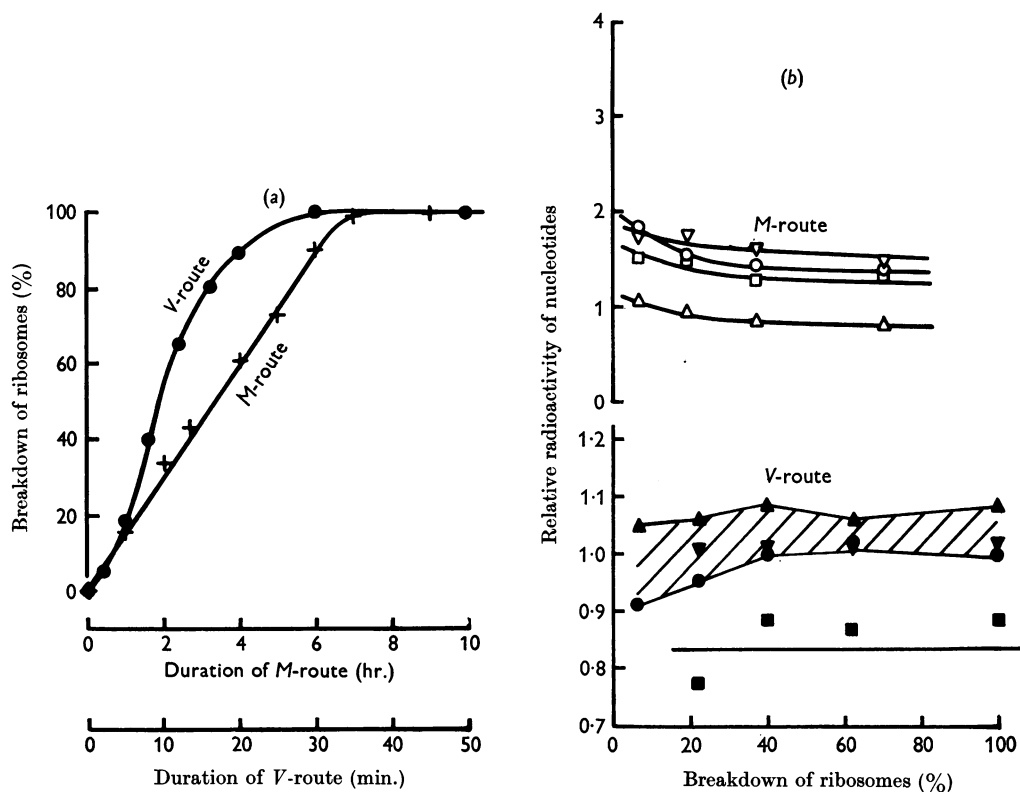 (a)
Breakdown of ribosomes (%)
100
80
60
40
20
0
V-route
M-route
0 2 4 6 8 10
Duration of M-route (hr.)
0 10 20 30 40 50
Duration of V-route (min.)
(b)
Relative radioactivity of nucleotides
4
3
2
1
0
M-route
1·2
1·1
1·0
0·9
0·8
0·7
V-route
0 20 40 60 80 100
Breakdown of ribosomes (%)